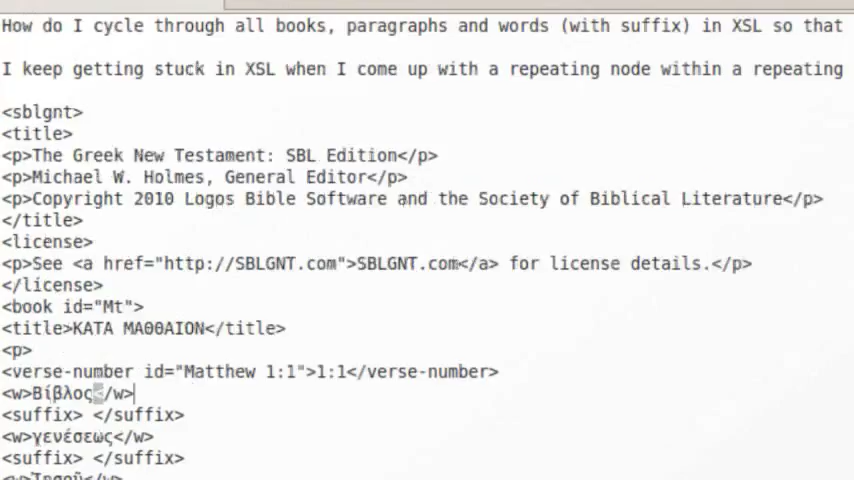 How do I cycle through all books, paragraphs and words (with suffix) in XSL so that
I keep getting stuck in XSL when I come up with a repeating node within a repeating
<sblgnt>
<title>
<p>The Greek New Testament: SBL Edition</p>
<p>Michael W. Holmes, General Editor</p>
<p>Copyright 2010 Logos Bible Software and the Society of Biblical Literature</p>
</title>
<license>
<p>See <a href="http://SBLGNT.com">SBLGNT.com</a> for license details.</p>
</license>
<book id="Mt">
<title>ΚΑΤΑ ΜΑΘΘΑΙΟΝ</title>
<p>
<verse-number id="Matthew 1:1">1:1</verse-number>
<w>Βίβλος</w>
<suffix> </suffix>
<w>γενέσεως</w>
<suffix> </suffix>
<w>Ἰησοῦ</w>